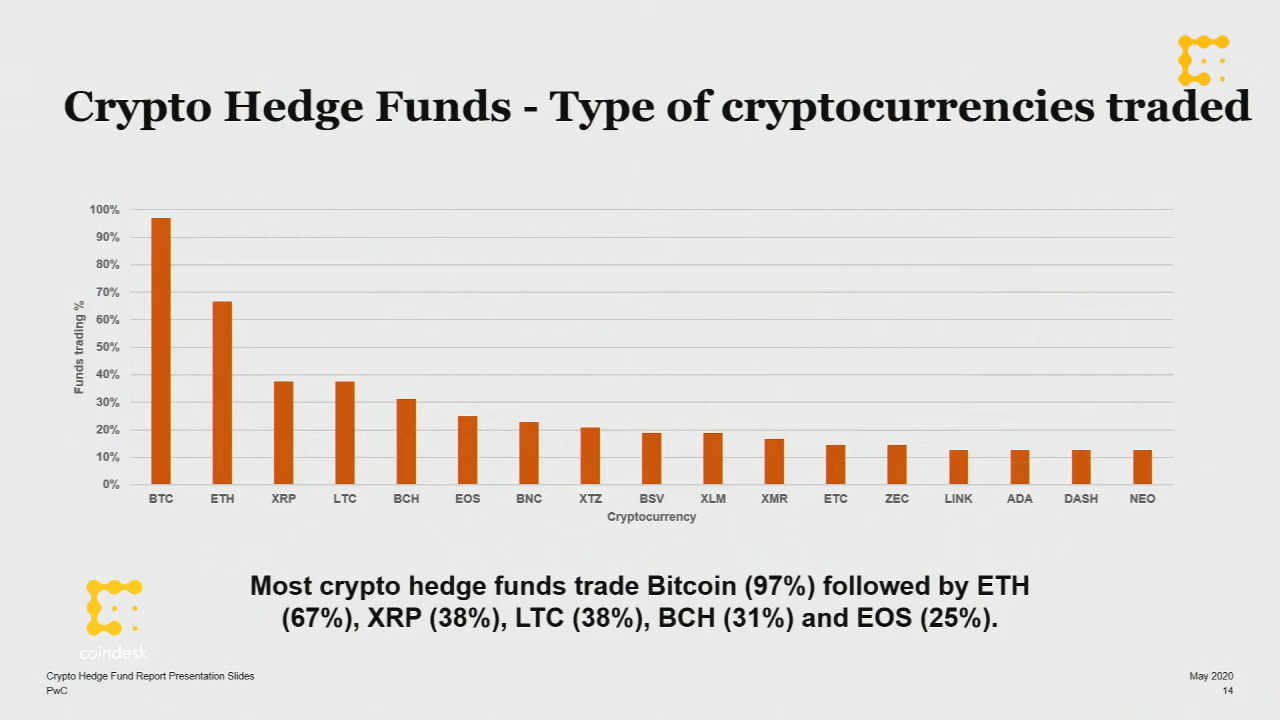 Crypto Hedge Funds - Type of cryptocurrencies traded
100%
90%
80%
70%
60%
50%
40%
30%
20%
10%
0%
Funds trading %
BTC ETH XRP LTC BCH EOS BNC XTZ BSV XLM XMR ETC ZEC LINK ADA DASH NEO
Cryptocurrency
Most crypto hedge funds trade Bitcoin (97%) followed by ETH
(67%), XRP (38%), LTC (38%), BCH (31%) and EOS (25%).
coindesk
Crypto Hedge Fund Report Presentation Slides
PwC
May 2020
14